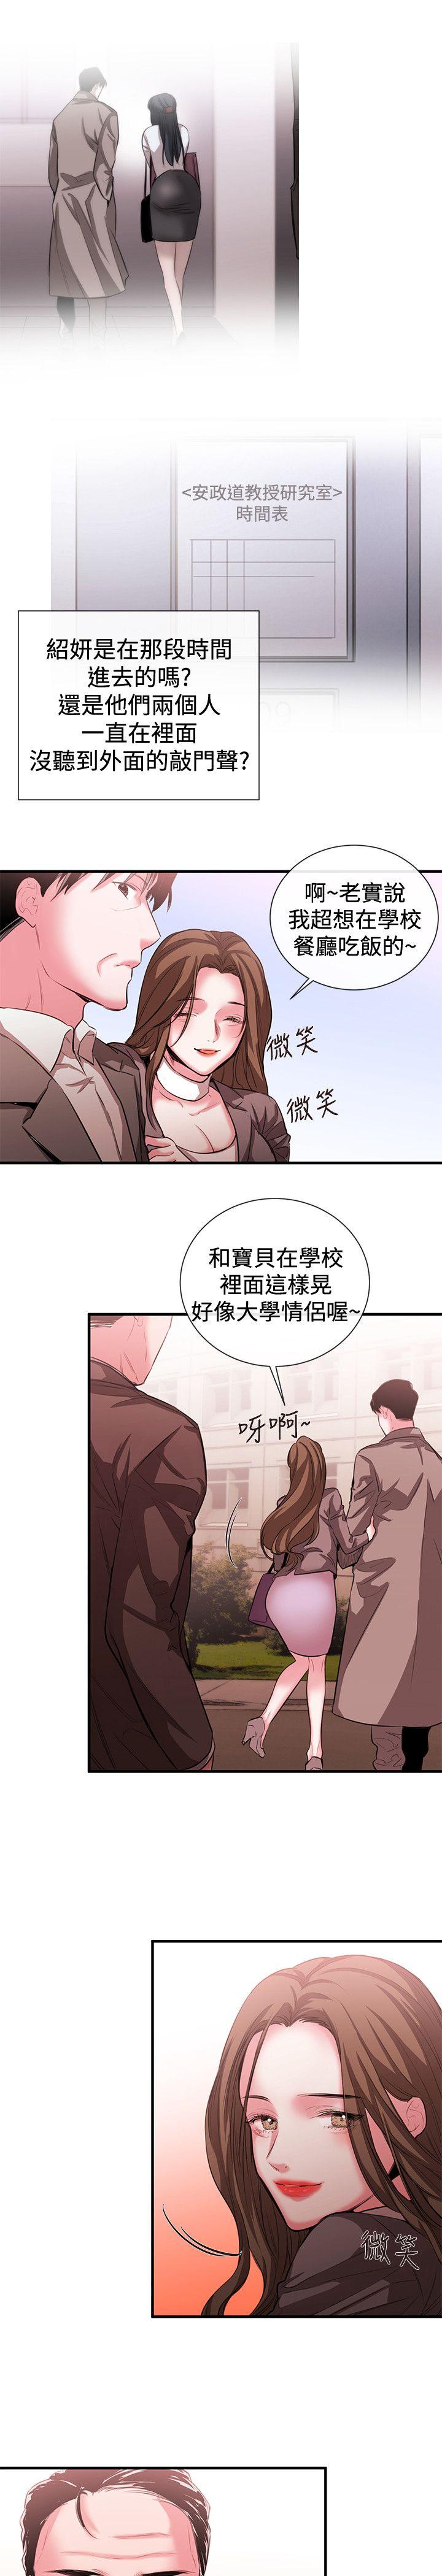 <安政道教授研究室>
時間表
紹妍是在那段時間
進去的嗎?
還是他們兩個人
一直在裡面
沒聽到外面的敲門聲?
啊~老實說
我超想在學校
餐廳吃飯的~
微笑
微笑
和寶貝在學校
裡面這樣晃
好像大學情侶喔~
呀啊~
微笑